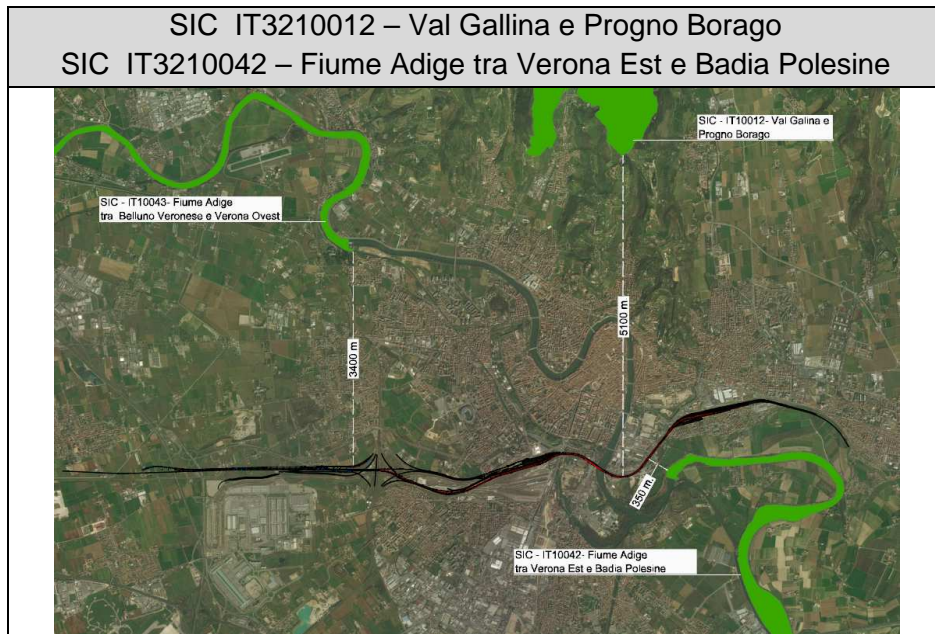 SIC IT3210012 – Val Gallina e Progno Borago
SIC IT3210042 – Fiume Adige tra Verona Est e Badia Polesine
SIC - IT10012- Val Galina e
Progno Borago
SIC - IT10043- Fiume Adige
tra Belluno Veronese e Verona Ovest
3400 m
5100 m
350 m.
SIC - IT10042- Fiume Adige
tra Verona Est e Badia Polesine